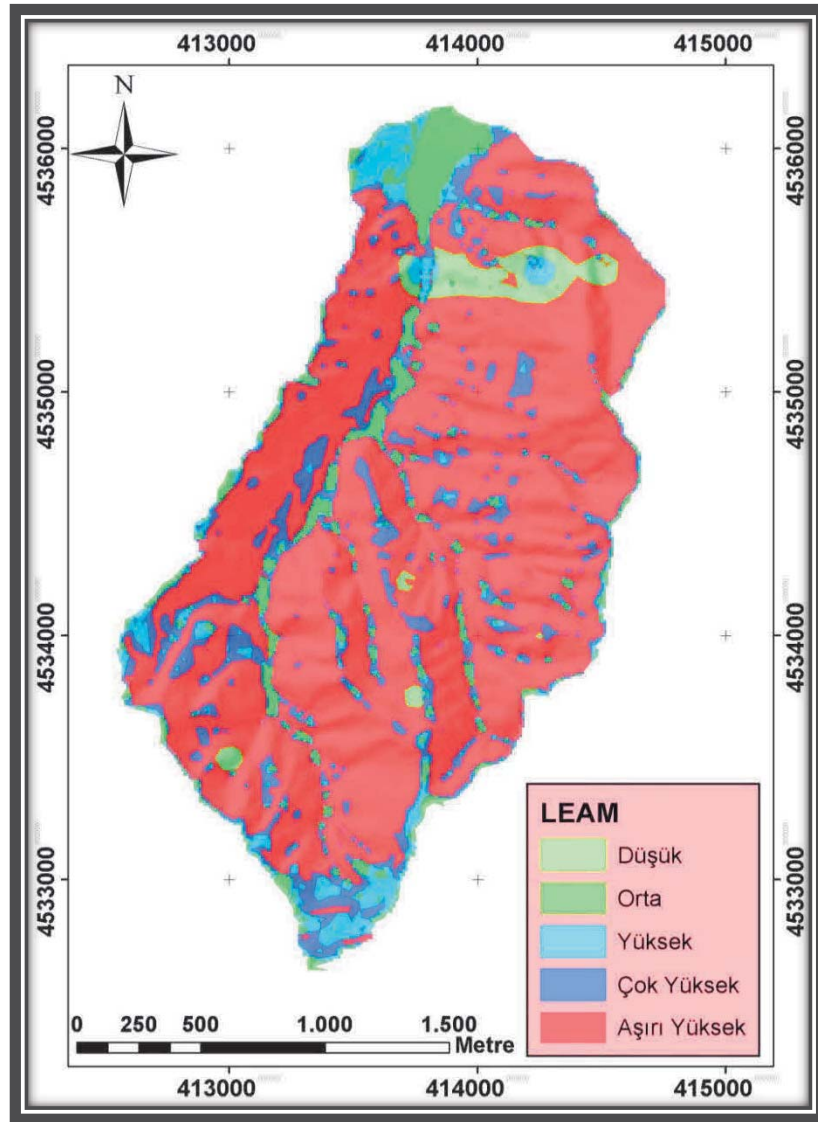 413000 414000 415000
N
4536000 4536000
4535000 4535000
4534000 4534000
4533000 4533000
LEAM
Düşük
Orta
Yüksek
Çok Yüksek
Aşırı Yüksek
0 250 500 1.000 1.500
Metre
413000 414000 415000